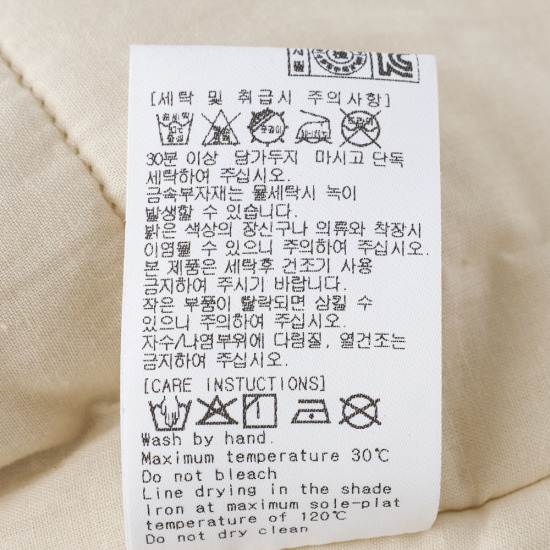 [세탁 및 취급시 주의사항]
30분 이상 담가두지 마시고 단독
세탁하여 주십시오.
금속부자재는 물세탁시 녹이
발생할 수 있습니다.
밝은 색상의 장신구나 의류와 착장시
이염될 수 있으니 주의하여 주십시오.
본 제품은 세탁후 건조기 사용
금지하여 주시기 바랍니다.
작은 부품이 탈락되면 삼킬 수
있으니 주의하여 주십시오.
자수/나염부위에 다림질, 열건조는
금지하여 주십시오.
[CARE INSTUCTIONS]
Wash by hand.
Maximum temperature 30℃
Do not bleach
Line drying in the shade
Iron at maximum sole-plat
temperature of 120℃
Do not dry clean